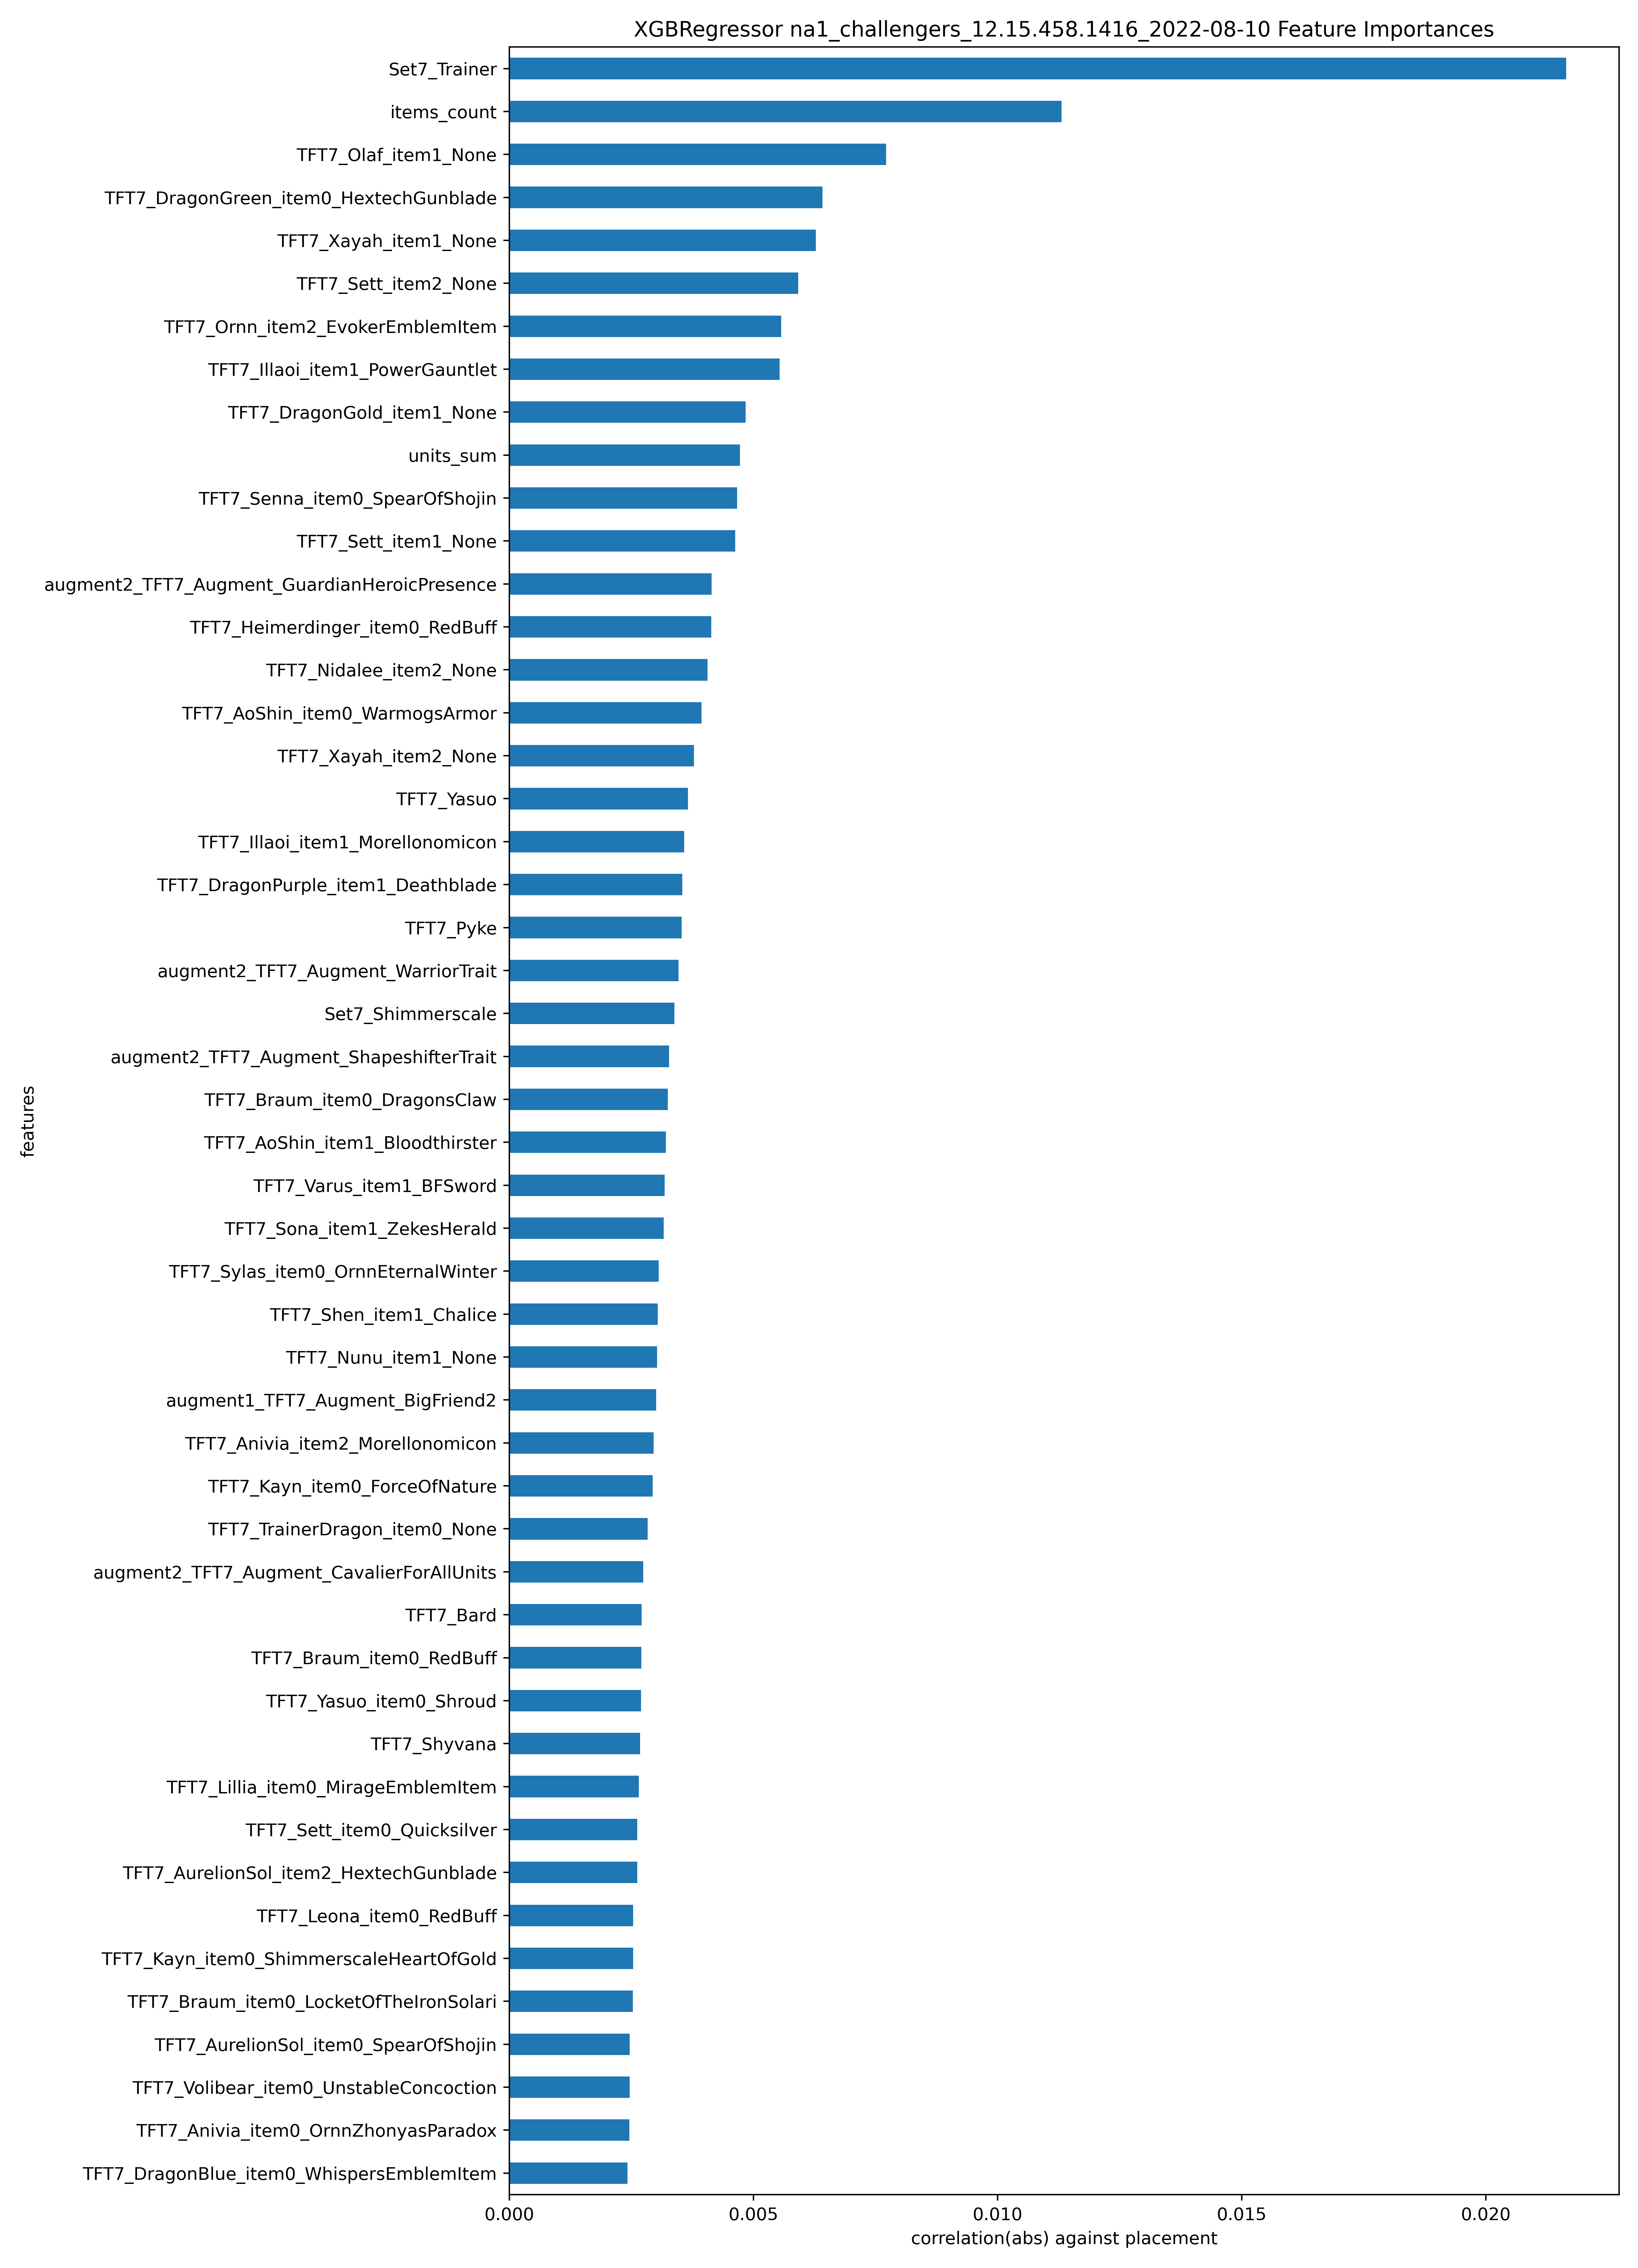 XGBRegressor na1_challengers_12.15.458.1416_2022-08-10 Feature Importances
Set7_Trainer
items_count
TFT7_Olaf_item1_None
TFT7_DragonGreen_item0_HextechGunblade
TFT7_Xayah_item1_None
TFT7_Sett_item2_None
TFT7_Ornn_item2_EvokerEmblemItem
TFT7_Illaoi_item1_PowerGauntlet
TFT7_DragonGold_item1_None
units_sum
TFT7_Senna_item0_SpearOfShojin
TFT7_Sett_item1_None
augment2_TFT7_Augment_GuardianHeroicPresence
TFT7_Heimerdinger_item0_RedBuff
TFT7_Nidalee_item2_None
TFT7_AoShin_item0_WarmogsArmor
TFT7_Xayah_item2_None
TFT7_Yasuo
TFT7_Illaoi_item1_Morellonomicon
TFT7_DragonPurple_item1_Deathblade
TFT7_Pyke
augment2_TFT7_Augment_WarriorTrait
Set7_Shimmerscale
augment2_TFT7_Augment_ShapeshifterTrait
TFT7_Braum_item0_DragonsClaw
TFT7_AoShin_item1_Bloodthirster
TFT7_Varus_item1_BFSword
TFT7_Sona_item1_ZekesHerald
TFT7_Sylas_item0_OrnnEternalWinter
TFT7_Shen_item1_Chalice
TFT7_Nunu_item1_None
augment1_TFT7_Augment_BigFriend2
TFT7_Anivia_item2_Morellonomicon
TFT7_Kayn_item0_ForceOfNature
TFT7_TrainerDragon_item0_None
augment2_TFT7_Augment_CavalierForAllUnits
TFT7_Bard
TFT7_Braum_item0_RedBuff
TFT7_Yasuo_item0_Shroud
TFT7_Shyvana
TFT7_Lillia_item0_MirageEmblemItem
TFT7_Sett_item0_Quicksilver
TFT7_AurelionSol_item2_HextechGunblade
TFT7_Leona_item0_RedBuff
TFT7_Kayn_item0_ShimmerscaleHeartOfGold
TFT7_Braum_item0_LocketOfTheIronSolari
TFT7_AurelionSol_item0_SpearOfShojin
TFT7_Volibear_item0_UnstableConcoction
TFT7_Anivia_item0_OrnnZhonyasParadox
TFT7_DragonBlue_item0_WhispersEmblemItem
features
0.000 0.005 0.010 0.015 0.020
correlation(abs) against placement